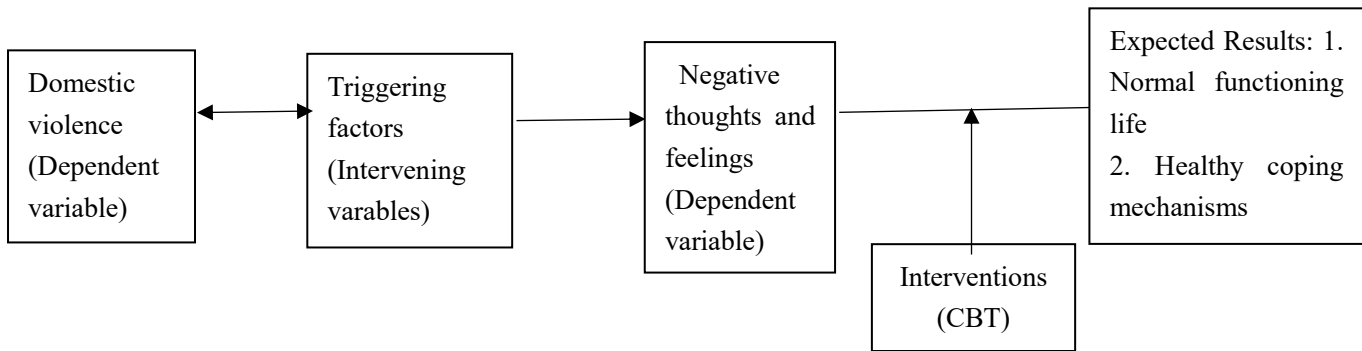 Domestic
violence
(Dependent
variable)
Triggering
factors
(Intervening
varables)
Negative
thoughts and
feelings
(Dependent
variable)
Expected Results: 1.
Normal functioning
life
2. Healthy coping
mechanisms
Interventions
(CBT)